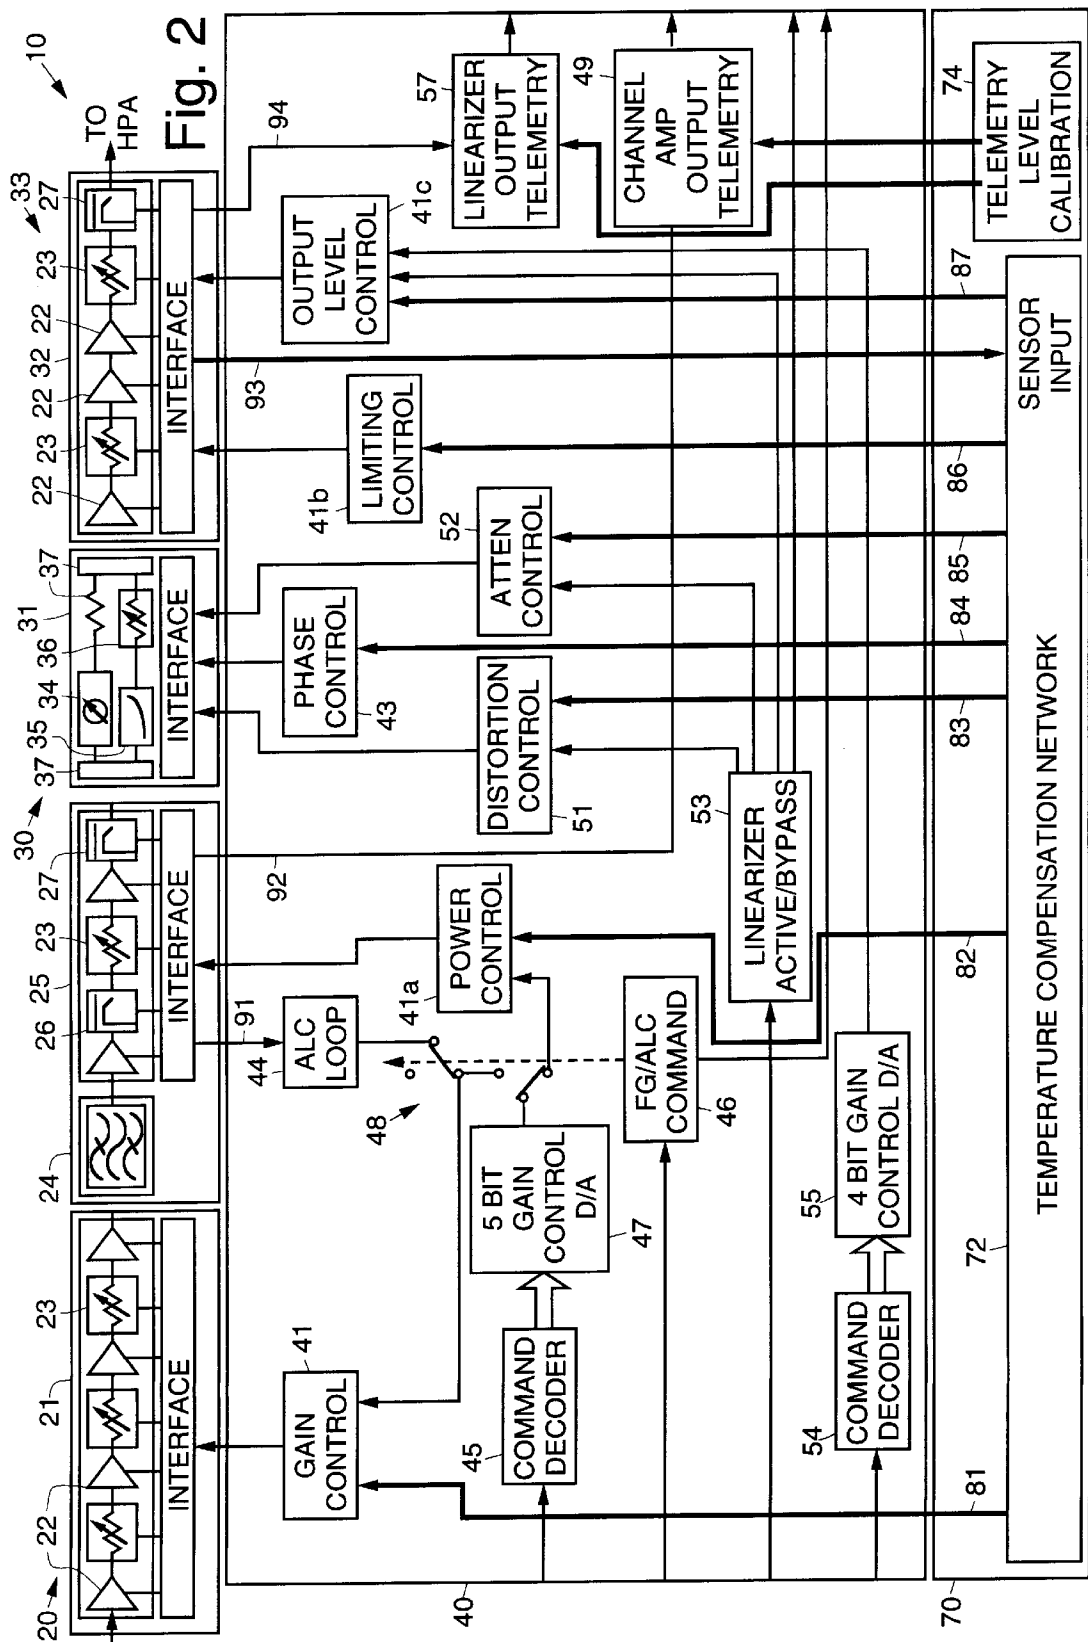 Fig. 2
10
TO
HPA
20
22
21
23
INTERFACE
24
26
25
23
27
INTERFACE
30
37
35
34
36
31
37
INTERFACE
22
23
22
32
22
23
33
27
INTERFACE
91
92
93
94
40
GAIN
CONTROL
41
ALC
LOOP
44
48
POWER
CONTROL
41a
PHASE
CONTROL
43
DISTORTION
CONTROL
51
ATTEN
CONTROL
52
LIMITING
CONTROL
41b
OUTPUT
LEVEL
CONTROL
41c
LINEARIZER
OUTPUT
TELEMETRY
57
CHANNEL
AMP
OUTPUT
TELEMETRY
49
COMMAND
DECODER
45
5 BIT
GAIN
CONTROL
D/A
47
FG/ALC
COMMAND
46
LINEARIZER
ACTIVE/BYPASS
53
COMMAND
DECODER
54
4 BIT GAIN
CONTROL D/A
55
70
81
72
82
83
84
85
86
87
TEMPERATURE COMPENSATION NETWORK
SENSOR
INPUT
TELEMETRY
LEVEL
CALIBRATION
74